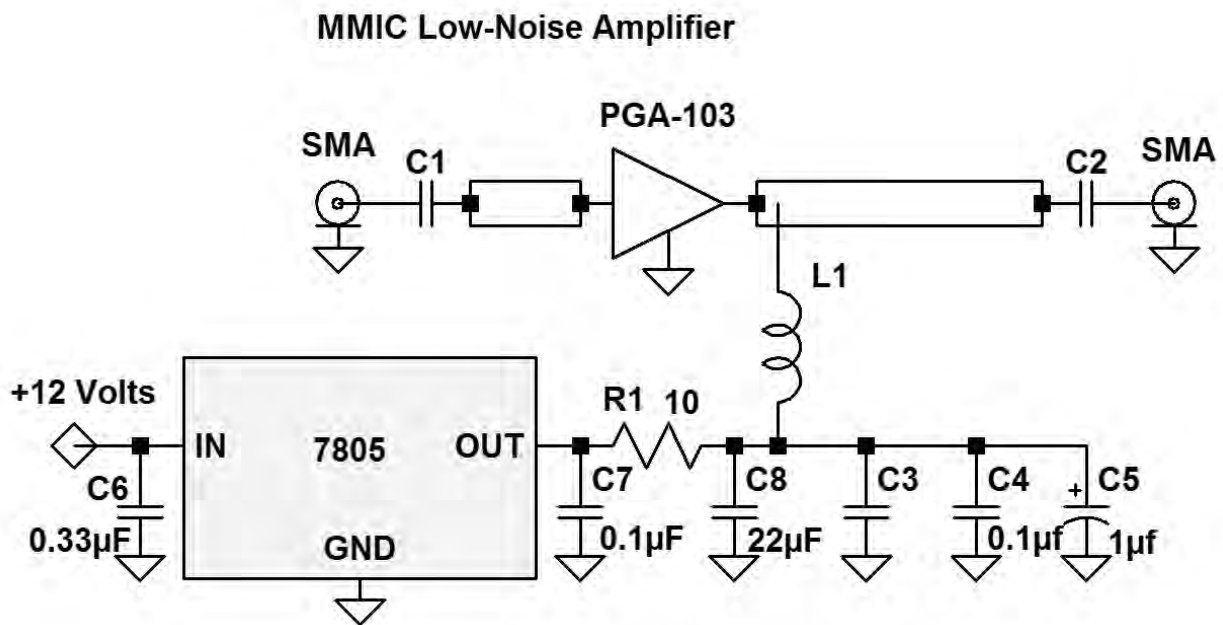 MMIC Low-Noise Amplifier
PGA-103
SMA
C1
C2
SMA
L1
+12 Volts
R1
10
IN
7805
OUT
C6
C7
C8
C3
C4
+
C5
0.33µF
GND
0.1µF
22µF
0.1µf
1µf